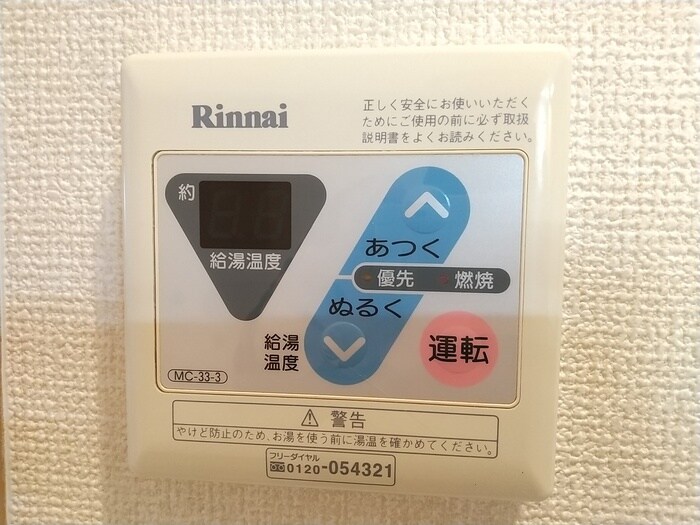 Rinnai
正しく安全にお使いいただく
ためにご使用の前に必ず取扱
説明書をよくお読みください。
約
給湯温度
あつく
優先 燃焼
ぬるく
給湯
温度
運転
MC-33-3
⚠ 警告
やけど防止のため、お湯を使う前に湯温を確かめてください。
フリーダイヤル
0120-054321